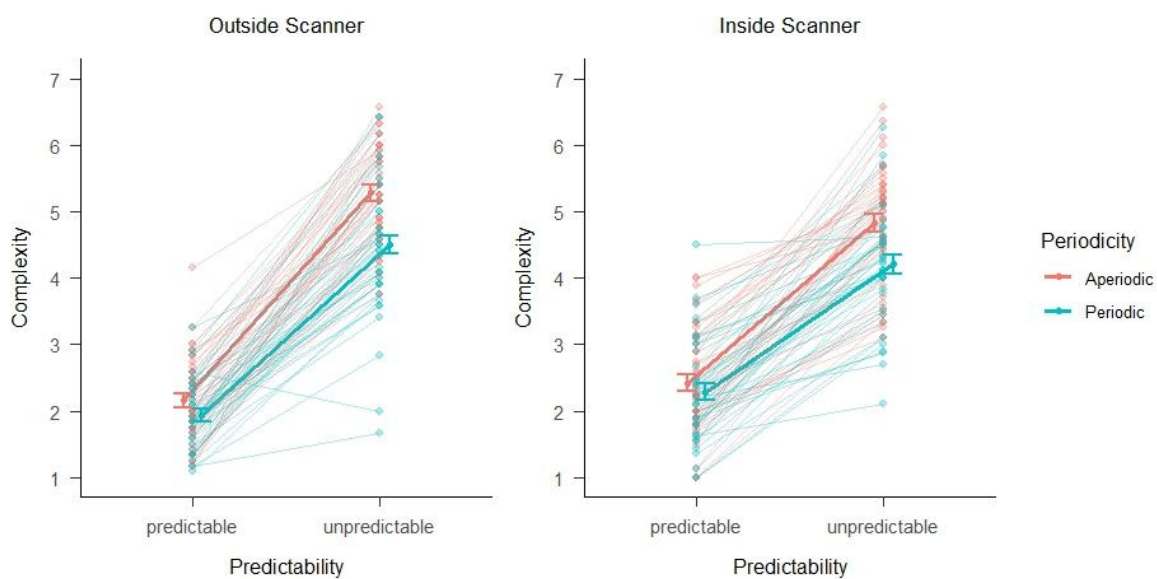 Outside Scanner
Inside Scanner
Complexity
7
6
5
4
3
2
1
predictable
unpredictable
Predictability
Complexity
7
6
5
4
3
2
1
predictable
unpredictable
Predictability
Periodicity
Aperiodic
Periodic